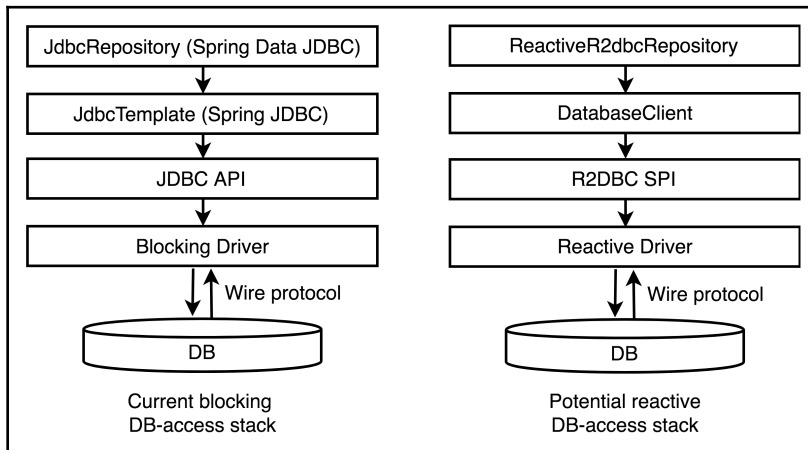 JdbcRepository (Spring Data JDBC)
JdbcTemplate (Spring JDBC)
JDBC API
Blocking Driver
Wire protocol
DB
Current blocking
DB-access stack
ReactiveR2dbcRepository
DatabaseClient
R2DBC SPI
Reactive Driver
Wire protocol
DB
Potential reactive
DB-access stack